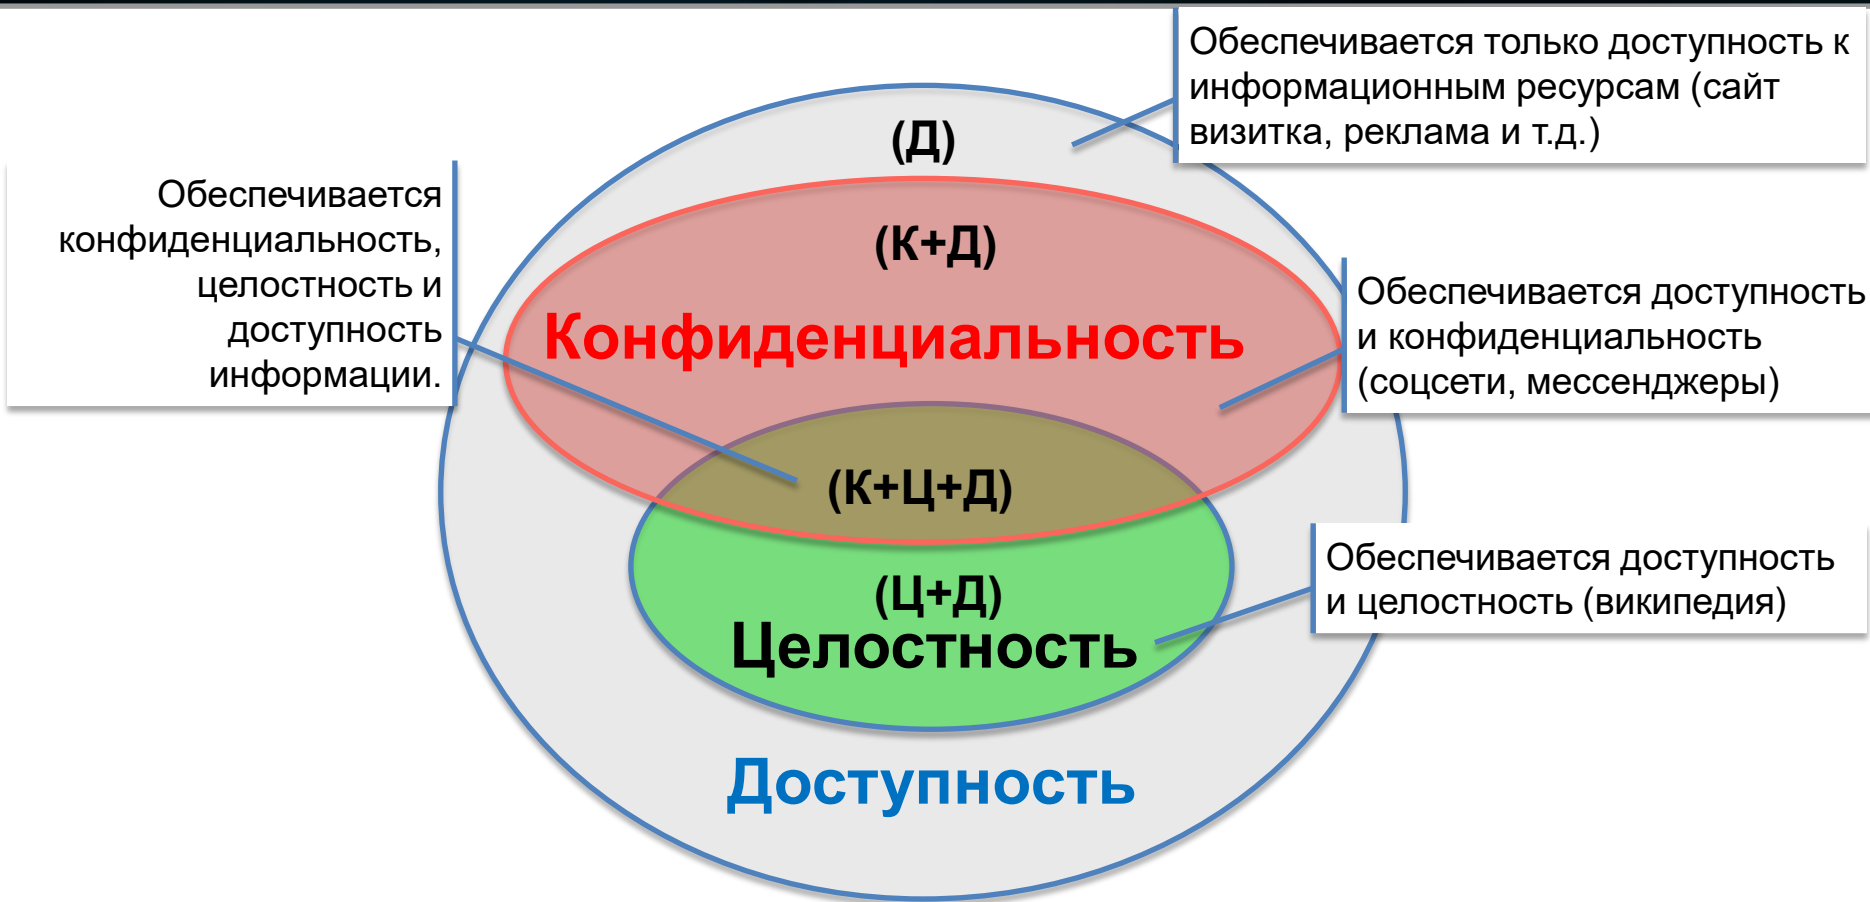 Обеспечивается только доступность к
информационным ресурсам (сайт
визитка, реклама и т.д.)
(Д)
Обеспечивается
конфиденциальность,
целостность и
доступность
информации.
(К+Д)
Конфиденциальность
Обеспечивается доступность
и конфиденциальность
(соцсети, мессенджеры)
(К+Ц+Д)
Обеспечивается доступность
и целостность (википедия)
(Ц+Д)
Целостность
Доступность